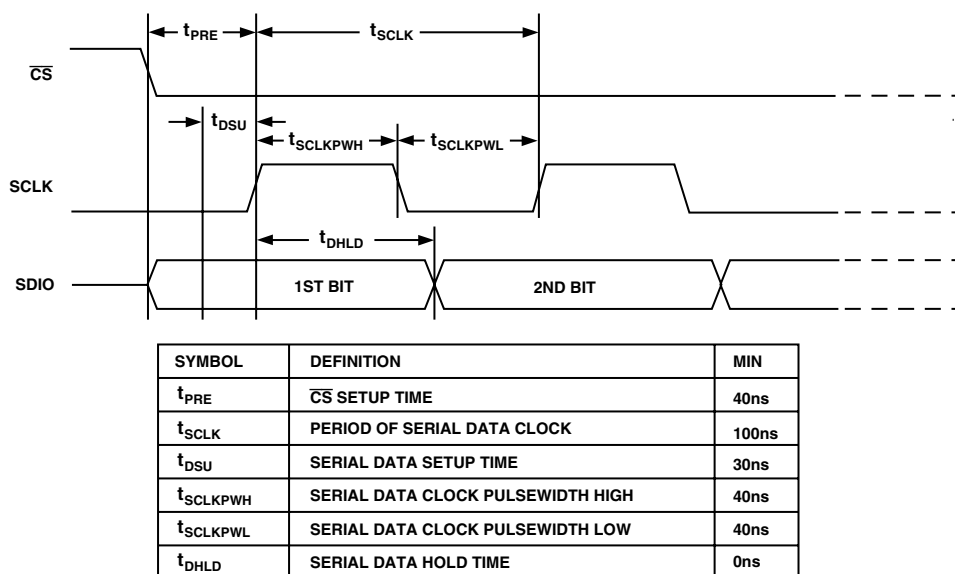 tPRE
tSCLK
CS
tDSU
tSCLKPWH
tSCLKPWL
SCLK
tDHLD
SDIO
1ST BIT
2ND BIT
SYMBOL DEFINITION MIN
tPRE CS SETUP TIME 40ns
tSCLK PERIOD OF SERIAL DATA CLOCK 100ns
tDSU SERIAL DATA SETUP TIME 30ns
tSCLKPWH SERIAL DATA CLOCK PULSEWIDTH HIGH 40ns
tSCLKPWL SERIAL DATA CLOCK PULSEWIDTH LOW 40ns
tDHLD SERIAL DATA HOLD TIME 0ns